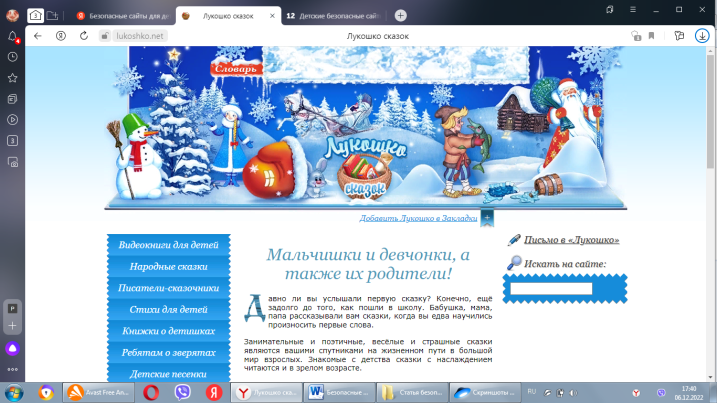 Безопасные сайты для де
Лукошко сказок
Детские безопасные сайт
lukoshko.net
Лукошко сказок
Словарь
Лукошко
сказок
Добавить Лукошко в Закладки
Видеокниги для детей
Народные сказки
Писатели-сказочники
Стихи для детей
Книжки о детишках
Ребятам о зверятах
Детские песенки
Мальчишки и девчонки, а
также их родители!
Давно ли вы услышали первую сказку? Конечно, ещё
задолго до того, как пошли в школу. Бабушка, мама,
папа рассказывали вам сказки, когда вы едва научились
произносить первые слова.
Занимательные и поэтичные, весёлые и страшные сказки
являются вашими спутниками на жизненном пути в большой
мир взрослых. Знакомые с детства сказки с наслаждением
читаются и в зрелом возрасте.
Письмо в «Лукошко»
Искать на сайте:
Avast Free An...
Лукошко ска...
Безопасные ...
Статья безоп...
Скриншоты ...
RU
17:40
06.12.2022